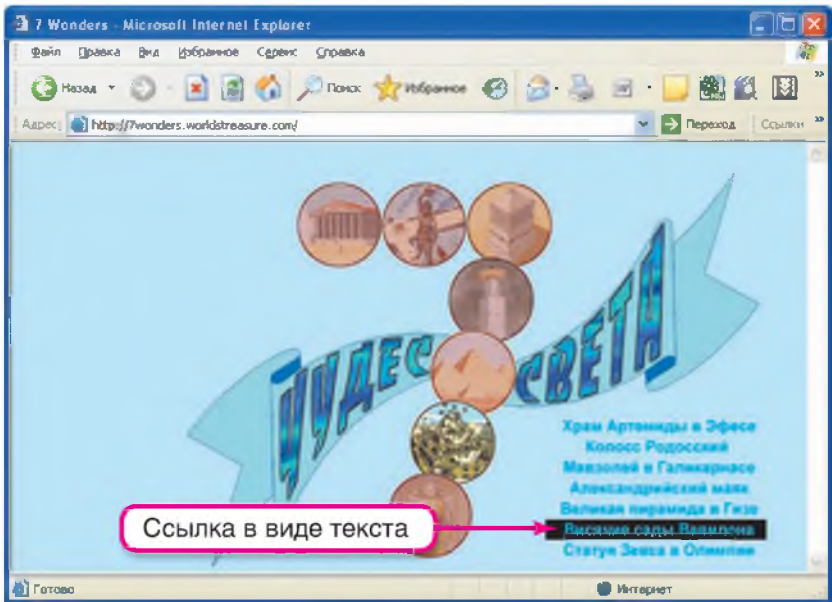 7 Wonders - Microsoft Internet Explorer
Файл Правка Вид Избранное Сервис Справка
Назад Поиск Избранное »
Адрес: http://7wonders.worldstreasure.com/ Переход Ссылки »
ЧУДЕС СВЕТА
Храм Артемиды в Эфесе
Колосс Родосский
Мавзолей в Галикарнасе
Александрийский маяк
Великая пирамида в Гизе
Висячие сады Вавилона
Ссылка в виде текста
Статуя Зевса в Олимпии
Готово Интернет